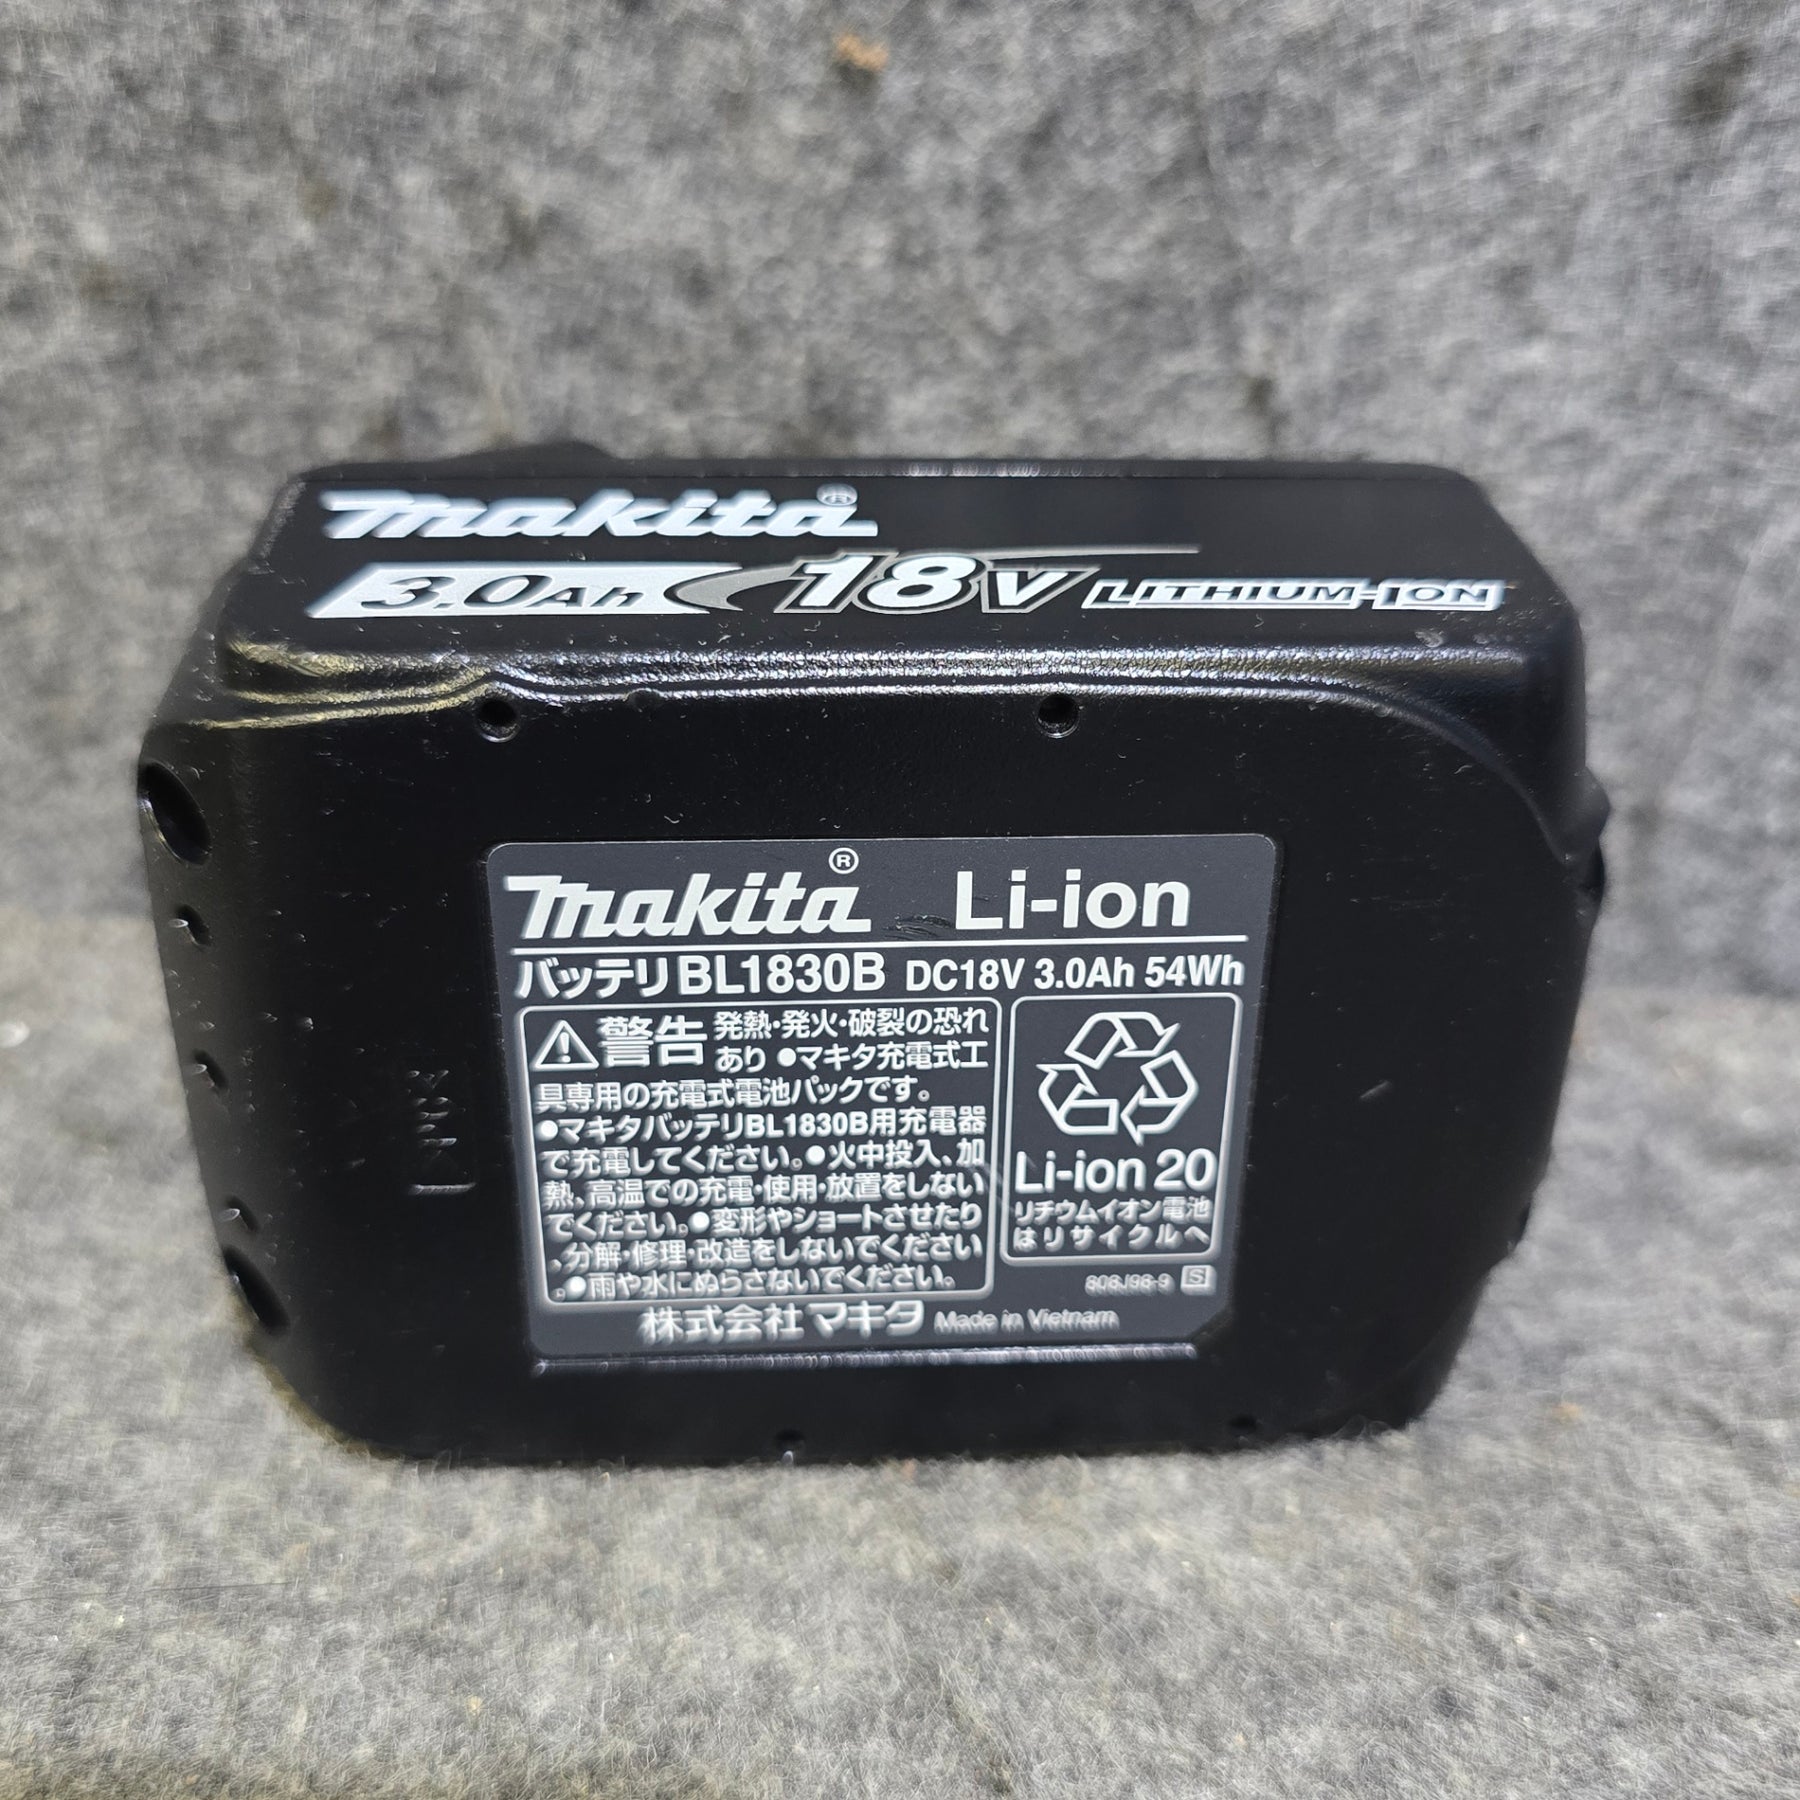 makita®
3.0Ah 18V LITHIUM-ION
makita® Li-ion
バッテリBL1830B DC18V 3.0Ah 54Wh
警告 発熱・発火・破裂の恐れ
あり ●マキタ充電式工
具専用の充電式電池パックです。
●マキタバッテリBL1830B用充電器
で充電してください。●火中投入、加
熱、高温での充電・使用・放置をしない
でください。●変形やショートさせたり
、分解・修理・改造をしないでください
。●雨や水にぬらさないでください。
Li-ion 20
リチウムイオン電池
はリサイクルへ
808J96-9 S
株式会社マキタ Made in Vietnam